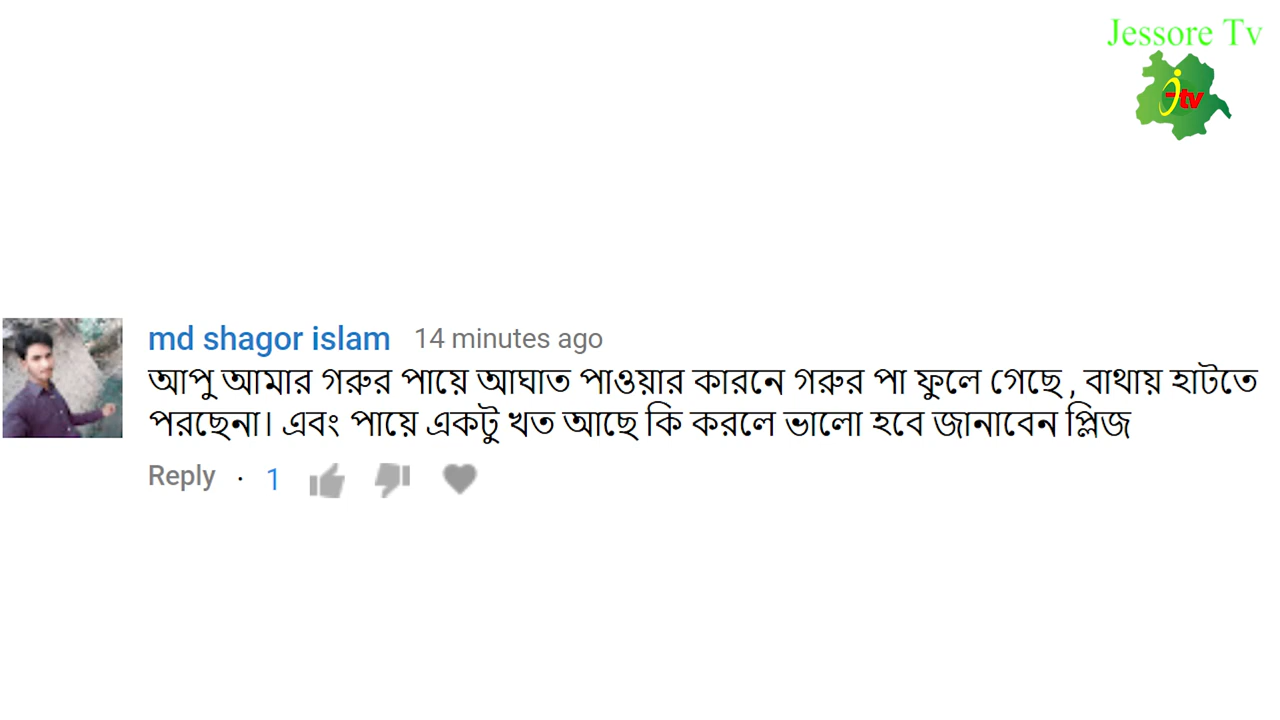 Jessore Tv
tv
md shagor islam 14 minutes ago
আপু আমার গরুর পায়ে আঘাত পাওয়ার কারনে গরুর পা ফুলে গেছে , বাথায় হাটতে
পরছেনা। এবং পায়ে একটু খত আছে কি করলে ভালো হবে জানাবেন প্লিজ
Reply · 1